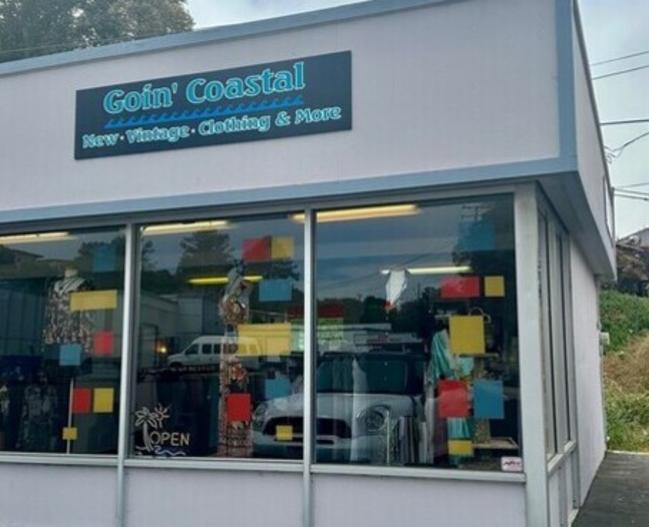 Goin' Coastal
New · Vintage · Clothing & More
OPEN